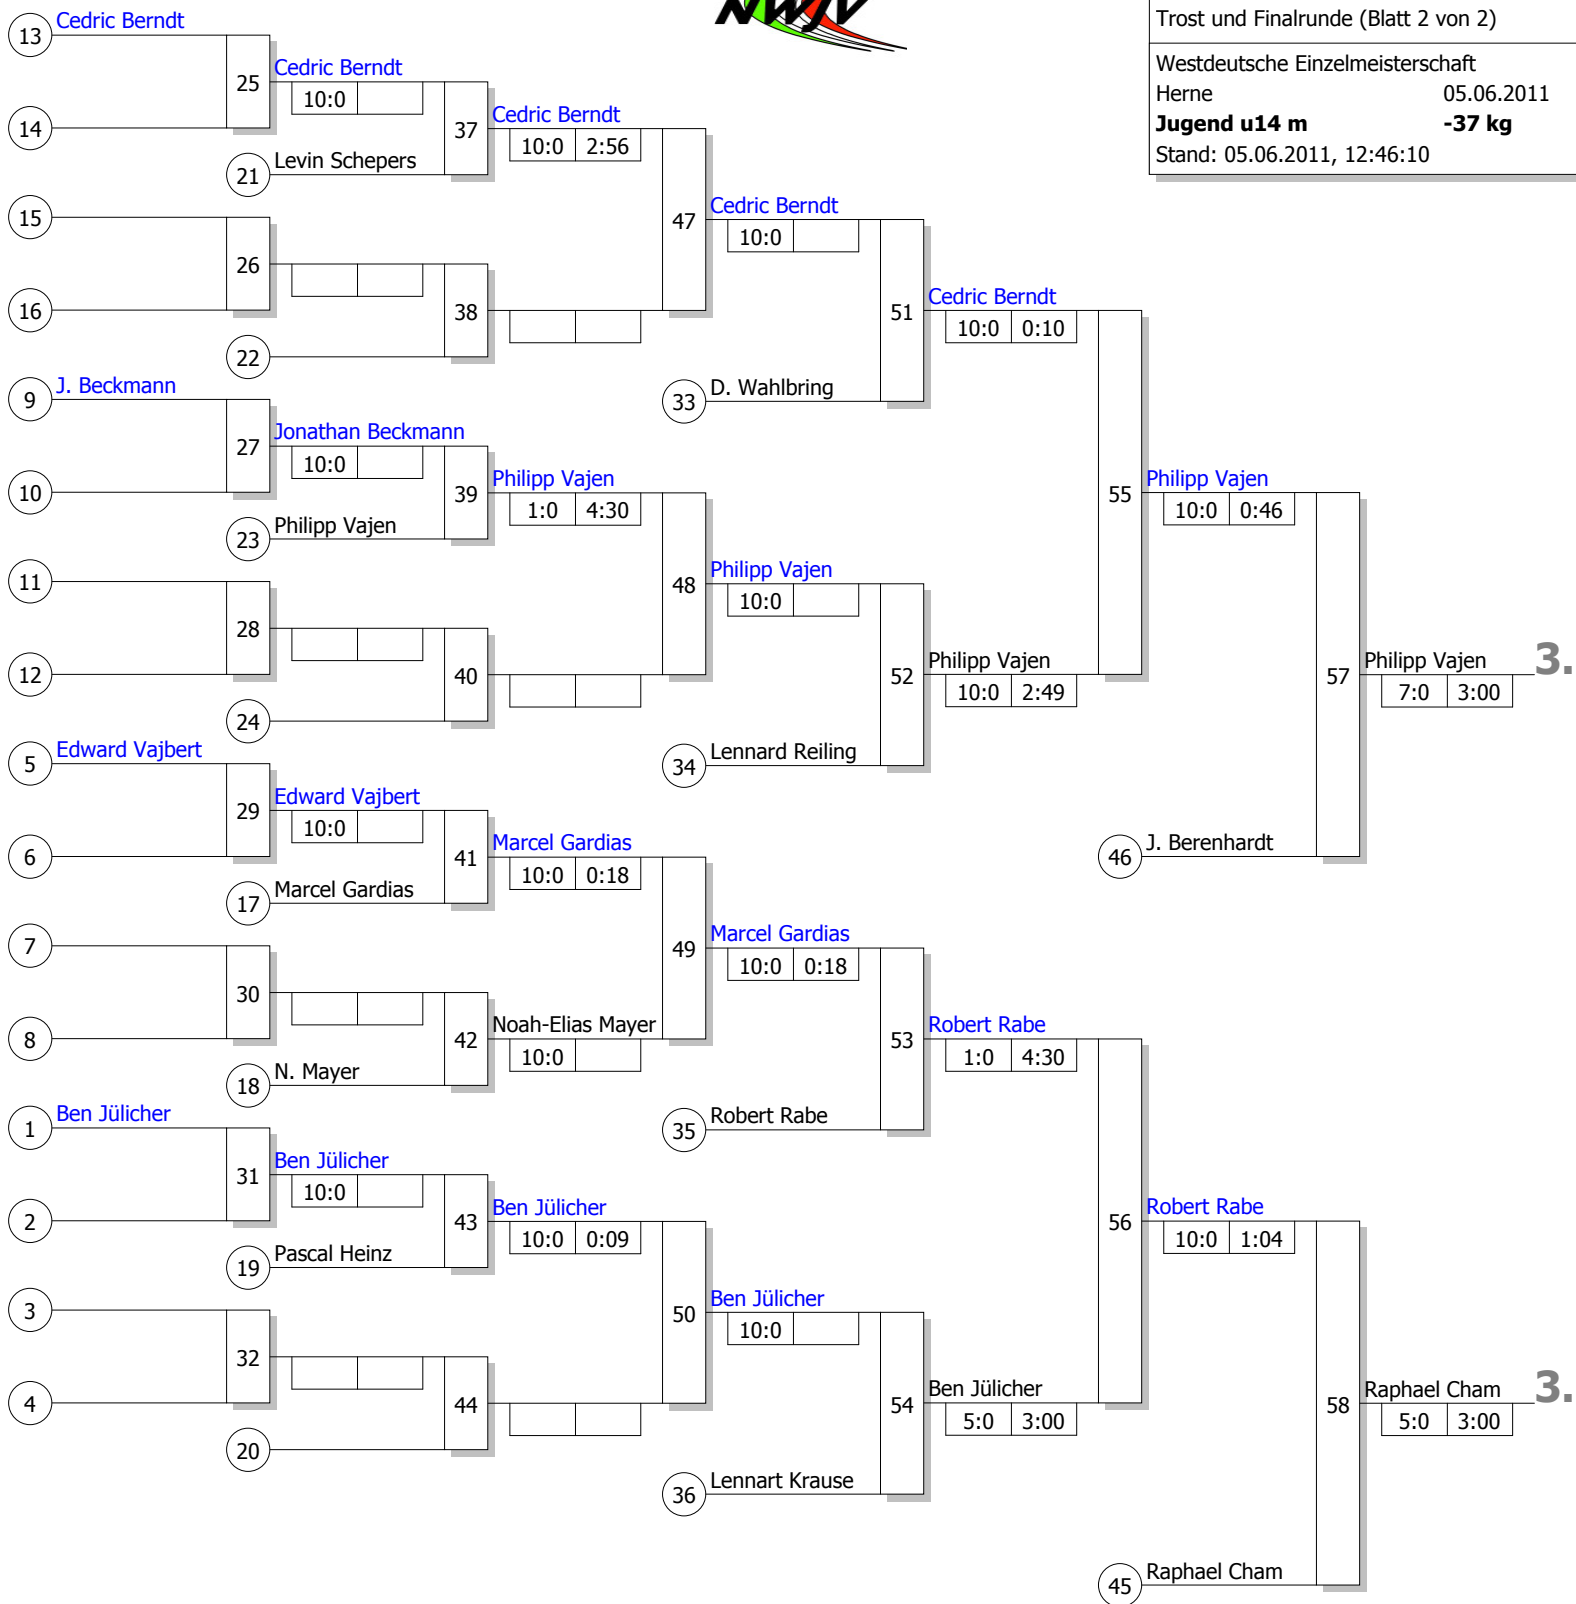 NWJV
Trost und Finalrunde (Blatt 2 von 2)
Westdeutsche Einzelmeisterschaft
Herne 05.06.2011
Jugend u14 m -37 kg
Stand: 05.06.2011, 12:46:10
13 Cedric Berndt
25 Cedric Berndt
10:0
14
37 Cedric Berndt
10:0 2:56
21 Levin Schepers
15
47 Cedric Berndt
10:0
26
16
38
22
51 Cedric Berndt
10:0 0:10
33 D. Wahlbring
9 J. Beckmann
27 Jonathan Beckmann
10:0
10
39 Philipp Vajen
1:0 4:30
23 Philipp Vajen
55 Philipp Vajen
10:0 0:46
11
48 Philipp Vajen
10:0
28
12
40
24
52 Philipp Vajen
10:0 2:49
34 Lennard Reiling
57 Philipp Vajen 3.
7:0 3:00
5 Edward Vajbert
29 Edward Vajbert
10:0
6
41 Marcel Gardias
10:0 0:18
46 J. Berenhardt
17 Marcel Gardias
7
49 Marcel Gardias
10:0 0:18
30
8
42 Noah-Elias Mayer
10:0
18 N. Mayer
53 Robert Rabe
1:0 4:30
35 Robert Rabe
1 Ben Jülicher
31 Ben Jülicher
10:0
2
43 Ben Jülicher
10:0 0:09
19 Pascal Heinz
56 Robert Rabe
10:0 1:04
3
50 Ben Jülicher
10:0
32
4
44
20
54 Ben Jülicher
5:0 3:00
36 Lennart Krause
58 Raphael Cham 3.
5:0 3:00
45 Raphael Cham